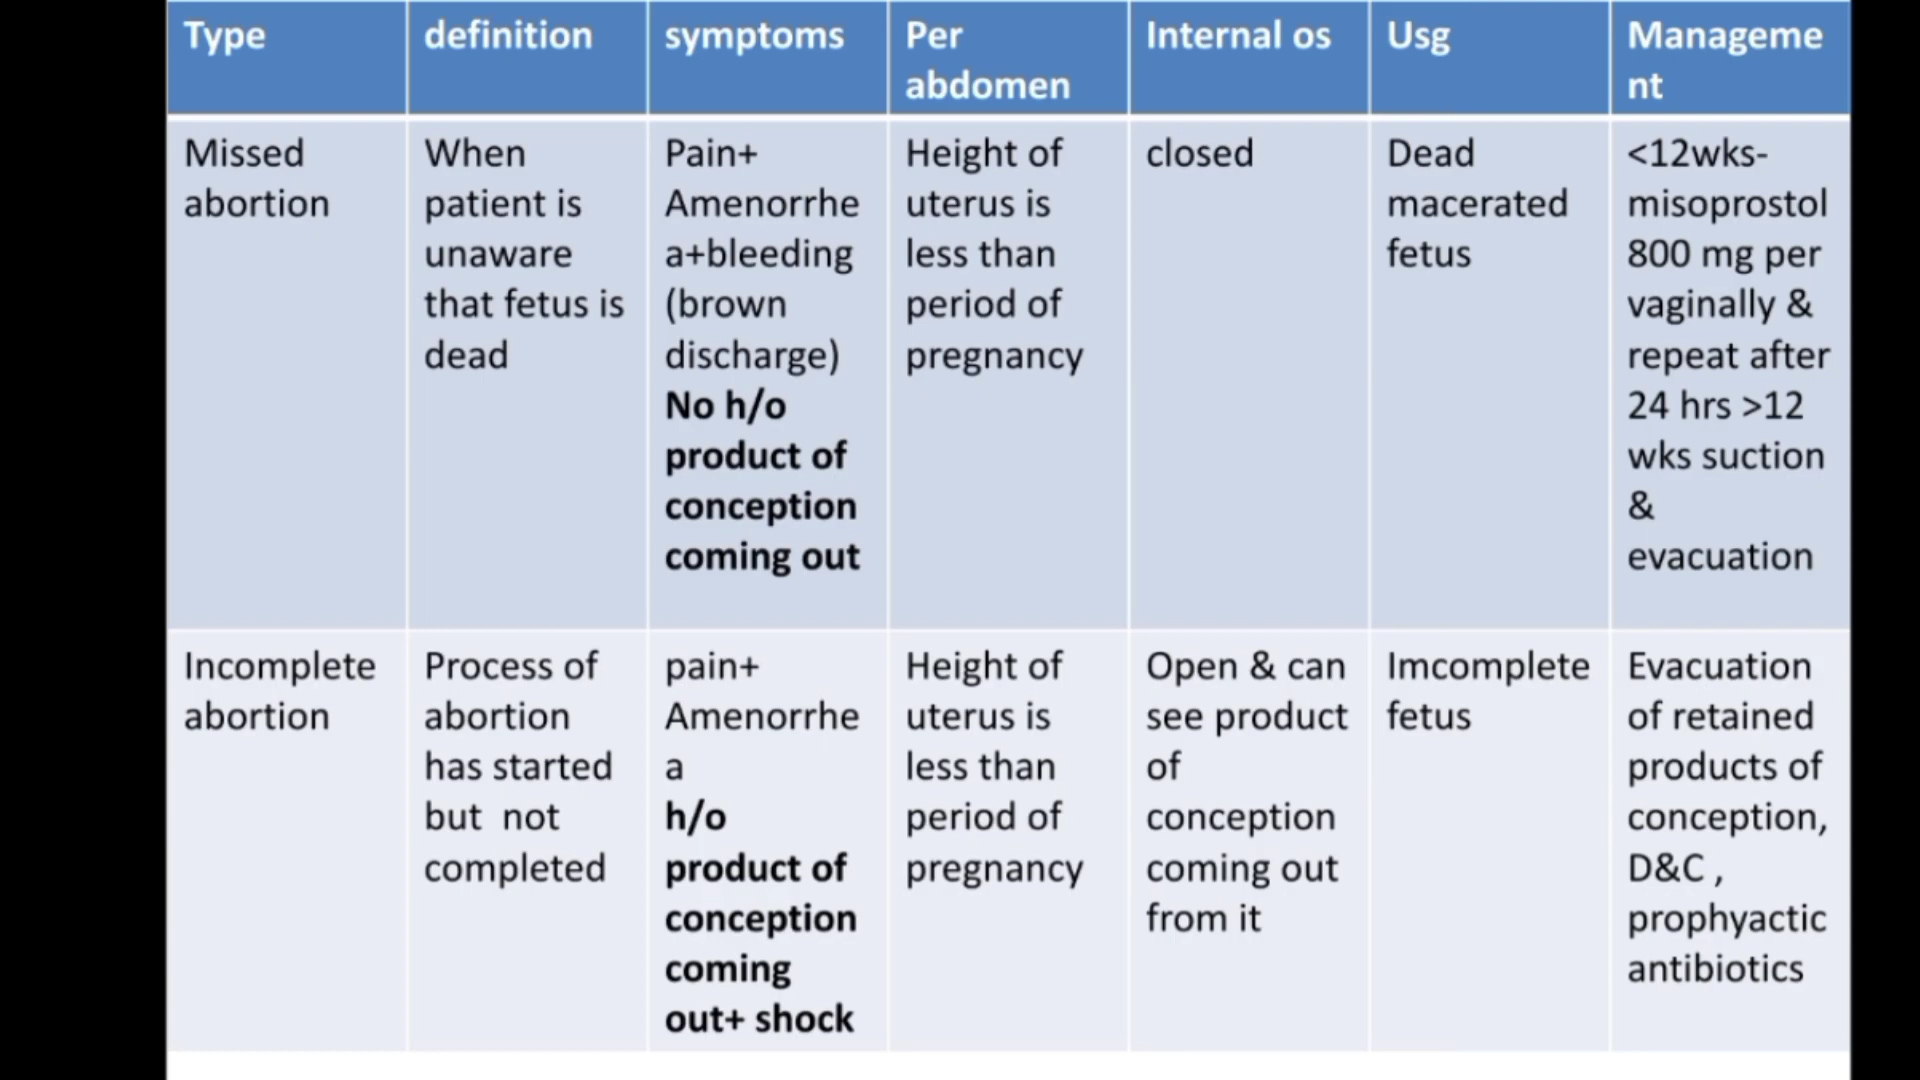 Type
definition
symptoms
Per
abdomen
Internal os
Usg
Manageme
nt
Missed
abortion
When
patient is
unaware
that fetus is
dead
Pain+
Amenorrhe
a+bleeding
(brown
discharge)
No h/o
product of
conception
coming out
Height of
uterus is
less than
period of
pregnancy
closed
Dead
macerated
fetus
<12wks-
misoprostol
800 mg per
vaginally &
repeat after
24 hrs >12
wks suction
&
evacuation
Incomplete
abortion
Process of
abortion
has started
but  not
completed
pain+
Amenorrhe
a
h/o
product of
conception
coming
out+ shock
Height of
uterus is
less than
period of
pregnancy
Open & can
see product
of
conception
coming out
from it
Imcomplete
fetus
Evacuation
of retained
products of
conception,
D&C ,
prophyactic
antibiotics